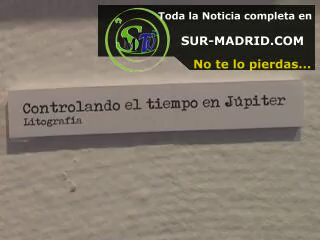 Toda la Noticia completa en
SUR-MADRID.COM
No te lo pierdas...
Controlando el tiempo en Júpiter
Litografía